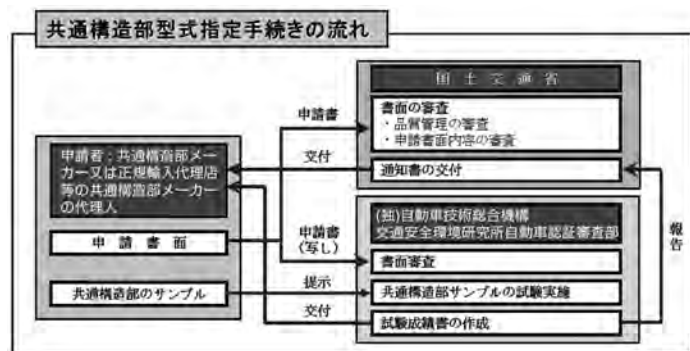 共通構造部型式指定手続きの流れ
国土交通省
書面の審査
・品質管理の審査
・申請書面内容の審査
通知書の交付
申請書
交付
申請者：共通構造部メー
カー又は正規輸入代理店
等の共通構造部メーカー
の代理人
申請書面
共通構造部のサンプル
申請書
（写し）
提示
交付
(独)自動車技術総合機構
交通安全環境研究所自動車認証審査部
書面審査
共通構造部サンプルの試験実施
試験成績書の作成
報告